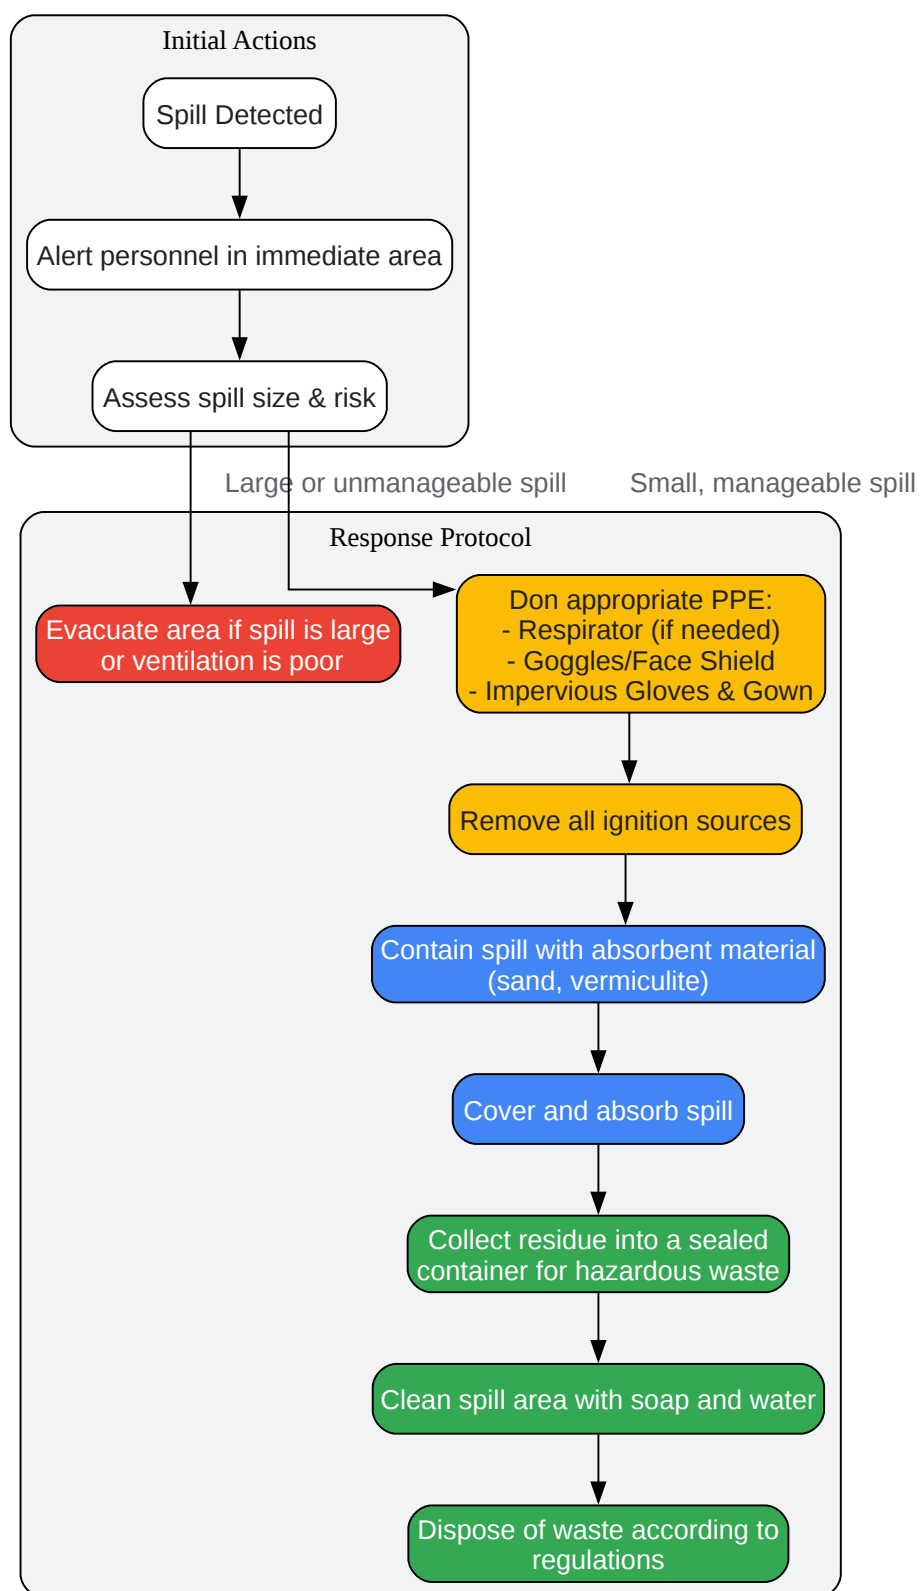 Initial Actions
Spill Detected
Alert personnel in immediate area
Assess spill size & risk
Large or unmanageable spill
Small, manageable spill
Response Protocol
Evacuate area if spill is large
or ventilation is poor
Don appropriate PPE:
- Respirator (if needed)
- Goggles/Face Shield
- Impervious Gloves & Gown
Remove all ignition sources
Contain spill with absorbent material
(sand, vermiculite)
Cover and absorb spill
Collect residue into a sealed
container for hazardous waste
Clean spill area with soap and water
Dispose of waste according to
regulations